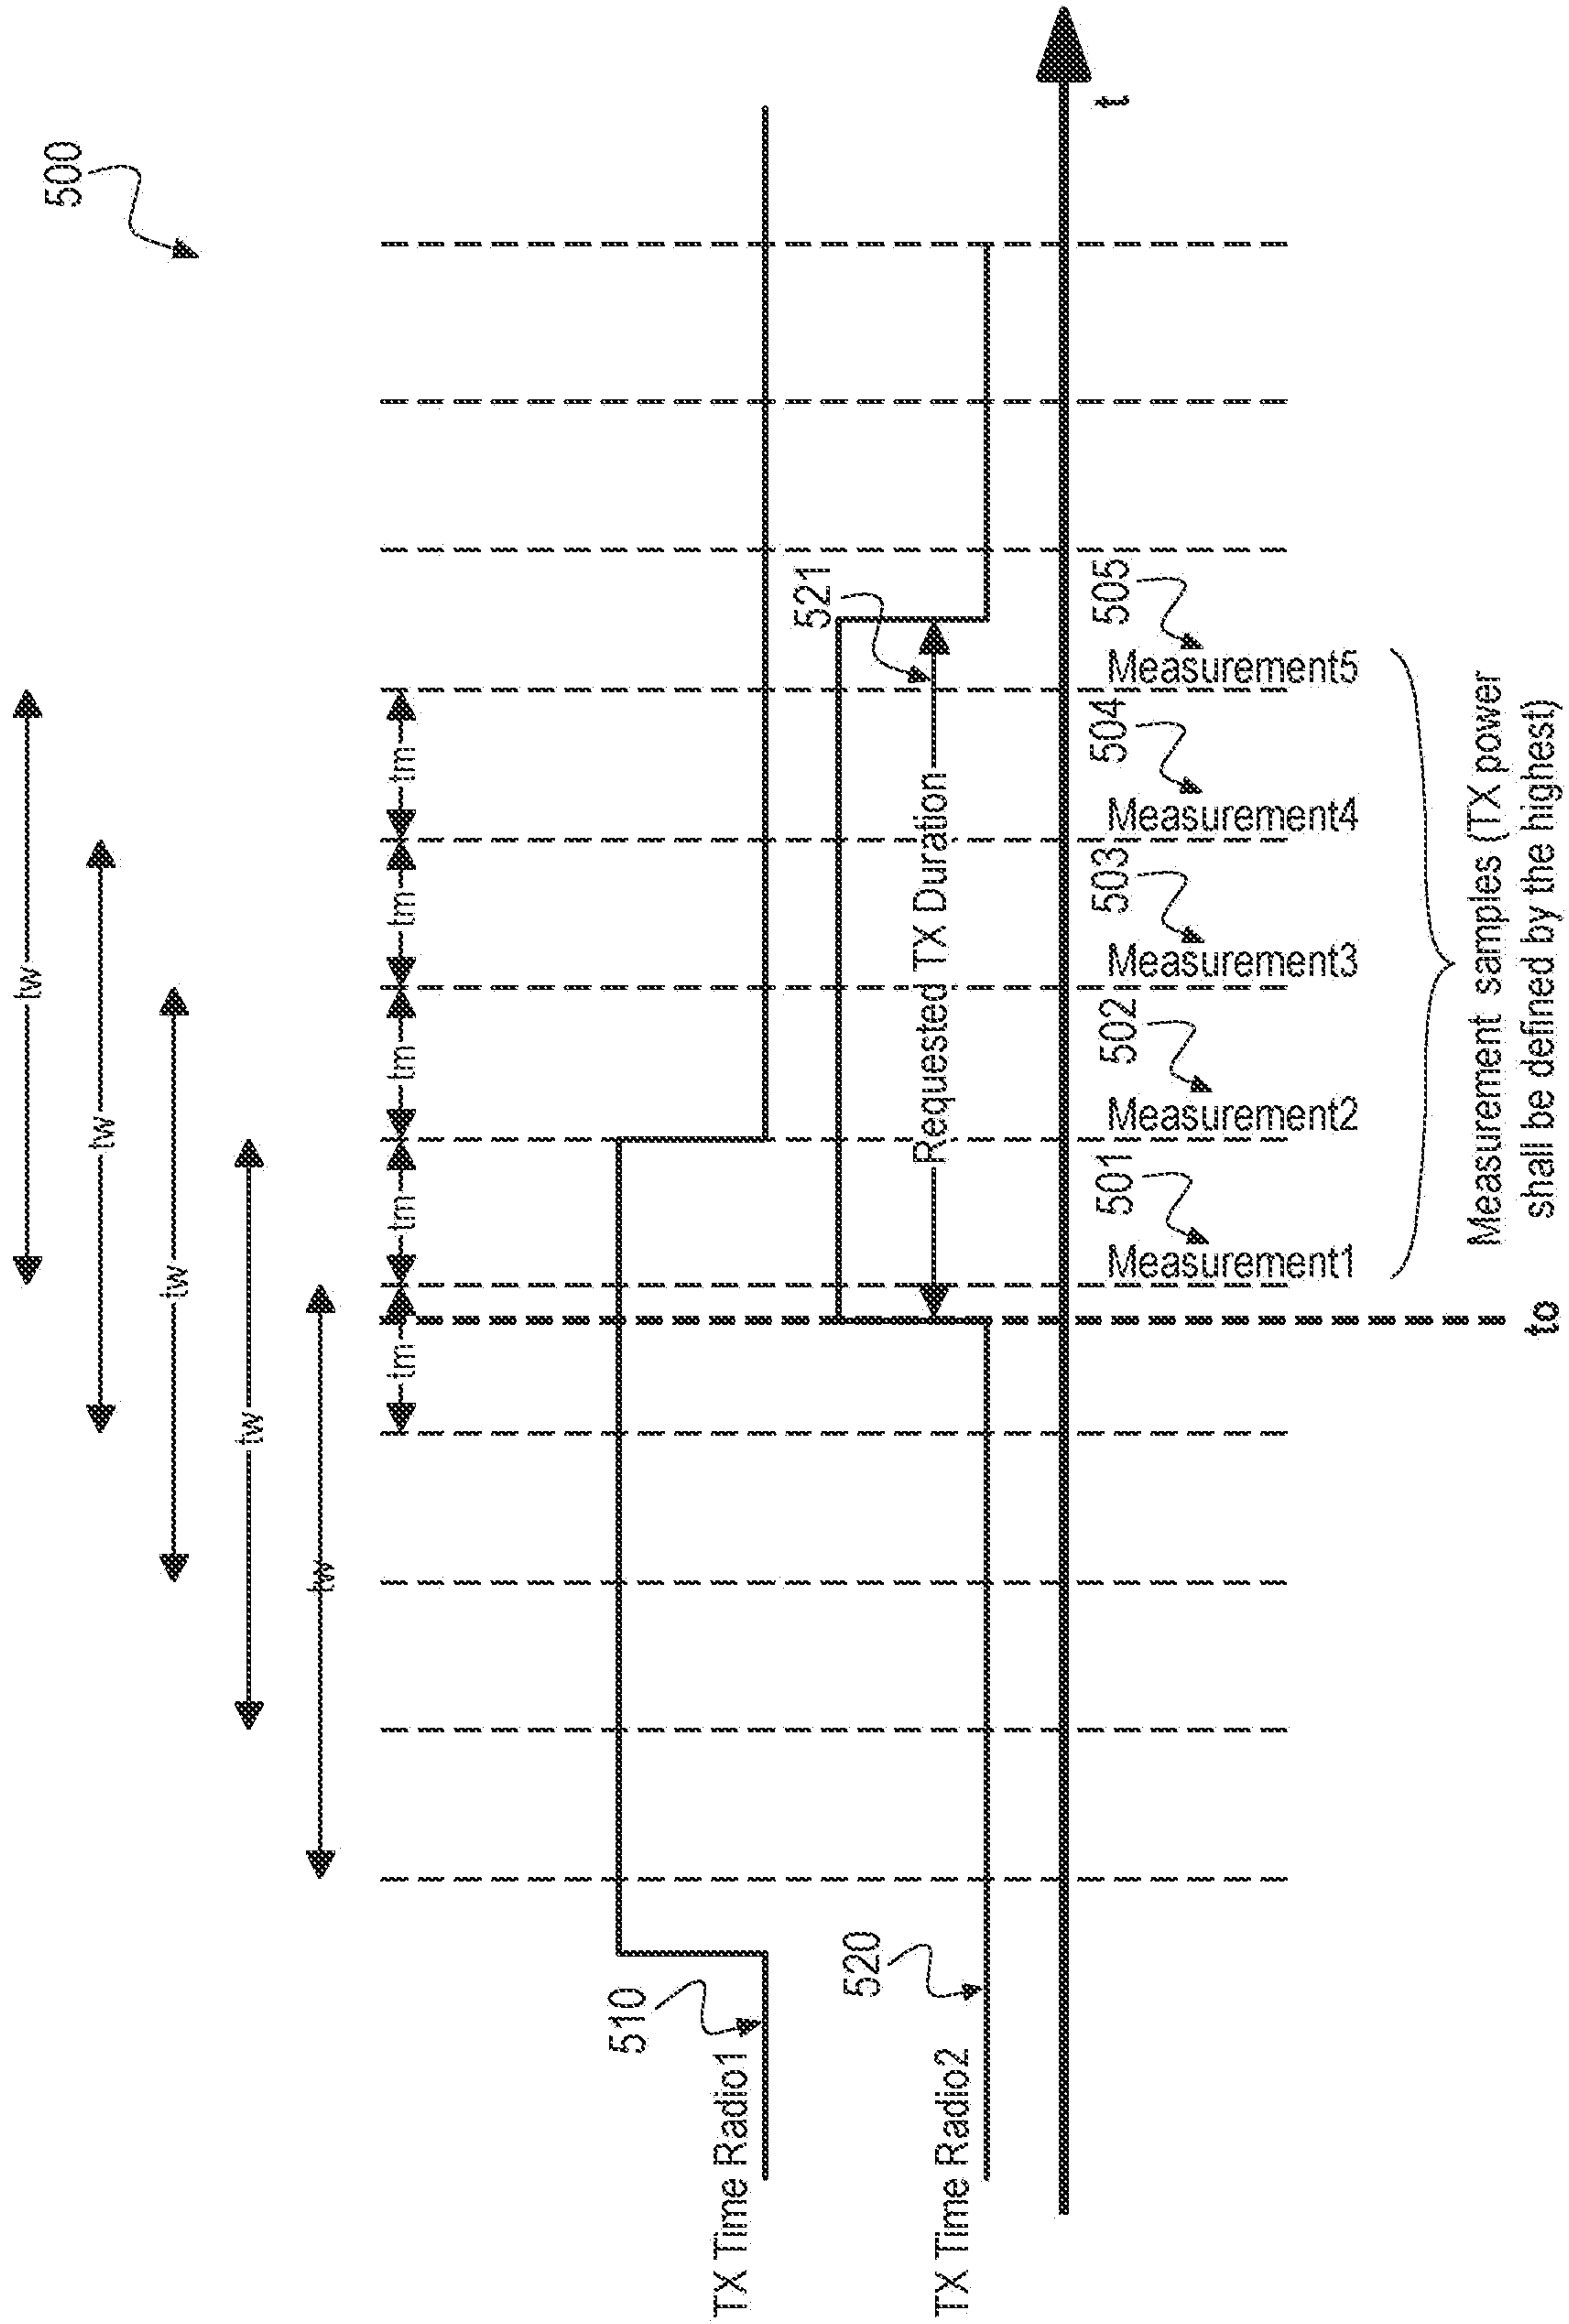 500
tw
tw
tw
tw
tw
tm
tm
tm
tm
tm
510
TX Time Radio1
521
Requested TX Duration
520
TX Time Radio2
t
501
502
503
504
505
Measurement1
Measurement2
Measurement3
Measurement4
Measurement5
Measurement samples (TX power
shall be defined by the highest)
to